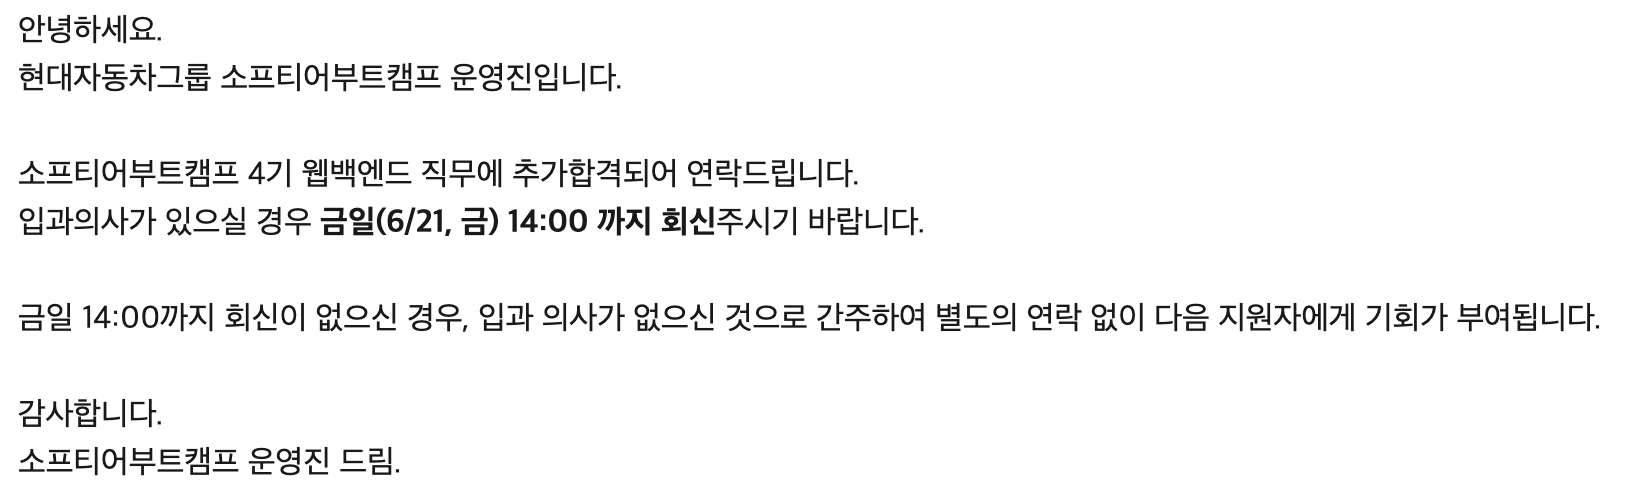 안녕하세요.
현대자동차그룹 소프티어부트캠프 운영진입니다.
소프티어부트캠프 4기 웹백엔드 직무에 추가합격되어 연락드립니다.
입과의사가 있으실 경우 금일(6/21, 금) 14:00 까지 회신주시기 바랍니다.
금일 14:00까지 회신이 없으신 경우, 입과 의사가 없으신 것으로 간주하여 별도의 연락 없이 다음 지원자에게 기회가 부여됩니다.
감사합니다.
소프티어부트캠프 운영진 드림.